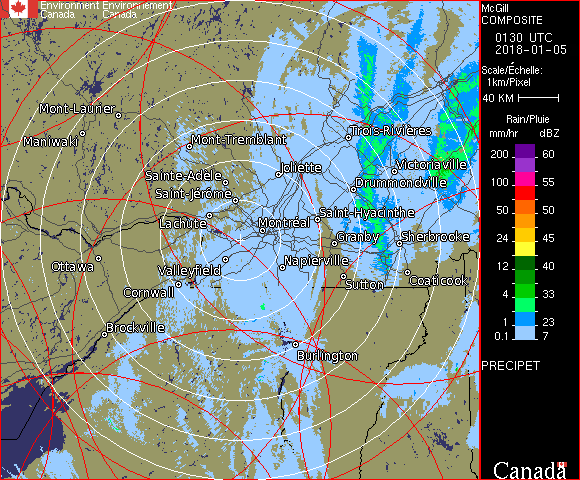 Environment Environnement
Canada Canada
McGill
COMPOSITE
0130 UTC
2018-01-05
Scale/Échelle:
1km/Pixel
40 KM
Rain/Pluie
mm/hr dBZ
200 60
100 55
50 50
24 45
12 40
4 33
1 23
0.1 7
PRECIPET
Mont-Laurier
Maniwaki
Mont-Tremblant
Trois-Rivières
Joliette
Victoriaville
Sainte-Adèle
Drummondville
Saint-Jérôme
Saint-Hyacinthe
Lachute
Montréal
Granby
Sherbrooke
Ottawa
Valleyfield
Napierville
Cornwall
Sutton
Coaticook
Brockville
Burlington
Canada